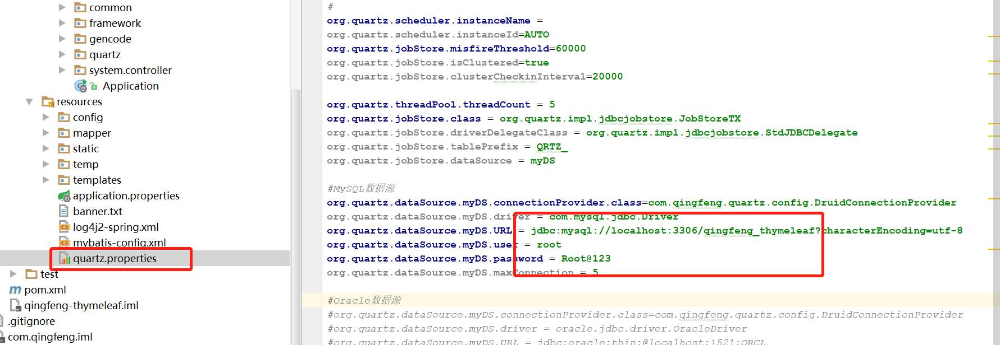 common
framework
gencode
quartz
system.controller
Application
resources
config
mapper
static
temp
templates
application.properties
banner.txt
log4j2-spring.xml
mybatis-config.xml
quartz.properties
test
pom.xml
qingfeng-thymeleaf.iml
.gitignore
com.qingfeng.iml
#
org.quartz.scheduler.instanceName =
org.quartz.scheduler.instanceId=AUTO
org.quartz.jobStore.misfireThreshold=60000
org.quartz.jobStore.isClustered=true
org.quartz.jobStore.clusterCheckinInterval=20000
org.quartz.threadPool.threadCount = 5
org.quartz.jobStore.class = org.quartz.impl.jdbcjobstore.JobStoreTX
org.quartz.jobStore.driverDelegateClass = org.quartz.impl.jdbcjobstore.StdJDBCDelegate
org.quartz.jobStore.tablePrefix = QRTZ_
org.quartz.jobStore.dataSource = myDS
#MySQL数据源
org.quartz.dataSource.myDS.connectionProvider.class=com.qingfeng.quartz.config.DruidConnectionProvider
org.quartz.dataSource.myDS.driver = com.mysql.jdbc.Driver
org.quartz.dataSource.myDS.URL = jdbc:mysql://localhost:3306/qingfeng_thymeleaf?characterEncoding=utf-8
org.quartz.dataSource.myDS.user = root
org.quartz.dataSource.myDS.password = Root@123
org.quartz.dataSource.myDS.maxConnection = 5
#Oracle数据源
#org.quartz.dataSource.myDS.connectionProvider.class=com.qingfeng.quartz.config.DruidConnectionProvider
#org.quartz.dataSource.myDS.driver = oracle.jdbc.driver.OracleDriver
#org.quartz.dataSource.myDS.URL = jdbc:oracle:thin:@localhost:1521:ORCL